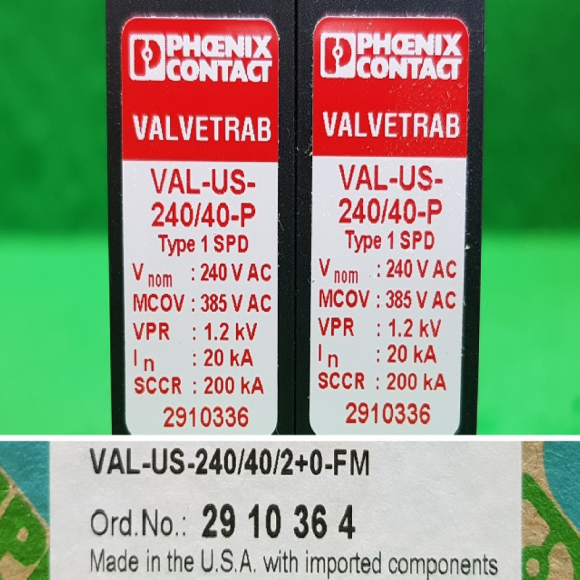 PHŒNIX
CONTACT
VALVETRAB
VAL-US-
240/40-P
Type 1 SPD
V nom : 240 V AC
MCOV : 385 V AC
VPR : 1.2 kV
I n : 20 kA
SCCR : 200 kA
2910336
PHŒNIX
CONTACT
VALVETRAB
VAL-US-
240/40-P
Type 1 SPD
V nom : 240 V AC
MCOV : 385 V AC
VPR : 1.2 kV
I n : 20 kA
SCCR : 200 kA
2910336
VAL-US-240/40/2+0-FM
Ord.No.: 29 10 36 4
Made in the U.S.A. with imported components